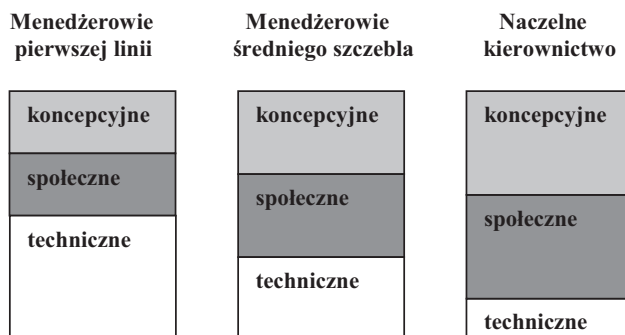 Menedżerowie
pierwszej linii
koncepcyjne
społeczne
techniczne
Menedżerowie
średniego szczebla
koncepcyjne
społeczne
techniczne
Naczelne
kierownictwo
koncepcyjne
społeczne
techniczne